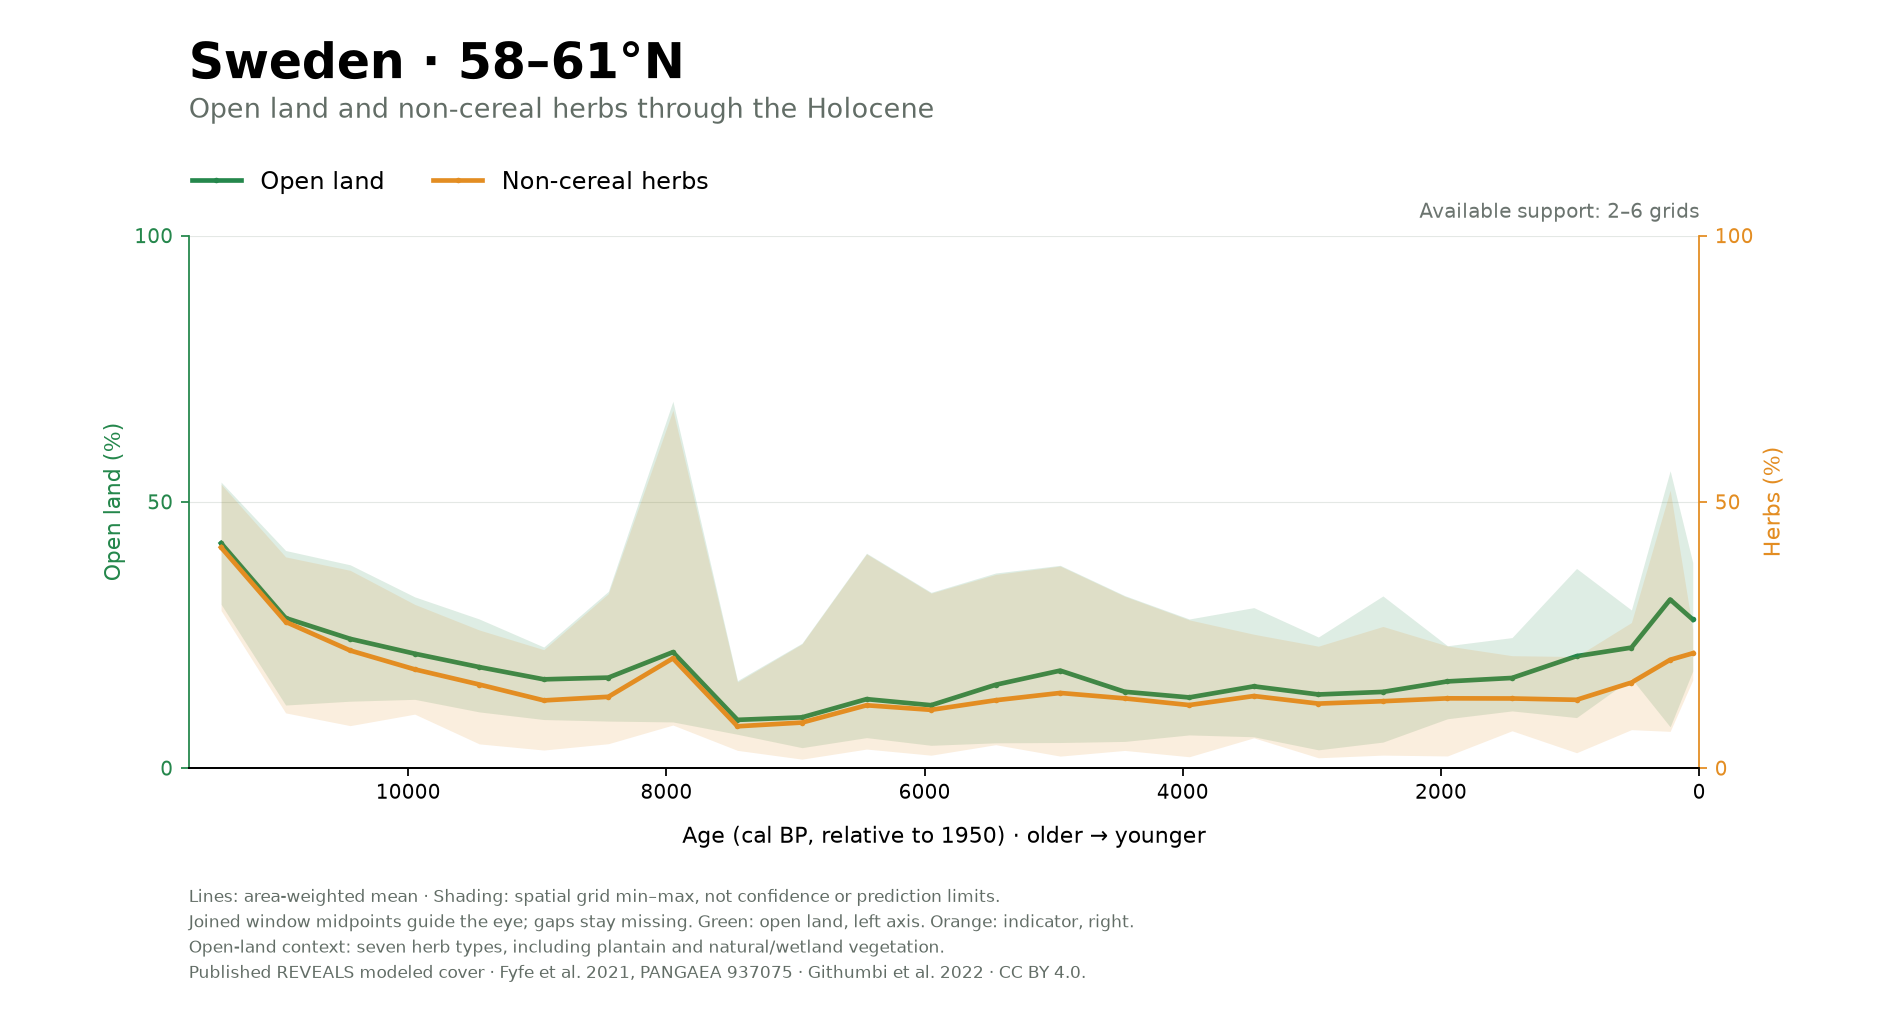 Sweden · 58–61°N
Open land and non-cereal herbs through the Holocene
Open land
Non-cereal herbs
Available support: 2–6 grids
100
50
0
Open land (%)
100
50
0
Herbs (%)
10000
8000
6000
4000
2000
0
Age (cal BP, relative to 1950) · older → younger
Lines: area-weighted mean · Shading: spatial grid min–max, not confidence or prediction limits.
Joined window midpoints guide the eye; gaps stay missing. Green: open land, left axis. Orange: indicator, right.
Open-land context: seven herb types, including plantain and natural/wetland vegetation.
Published REVEALS modeled cover · Fyfe et al. 2021, PANGAEA 937075 · Githumbi et al. 2022 · CC BY 4.0.